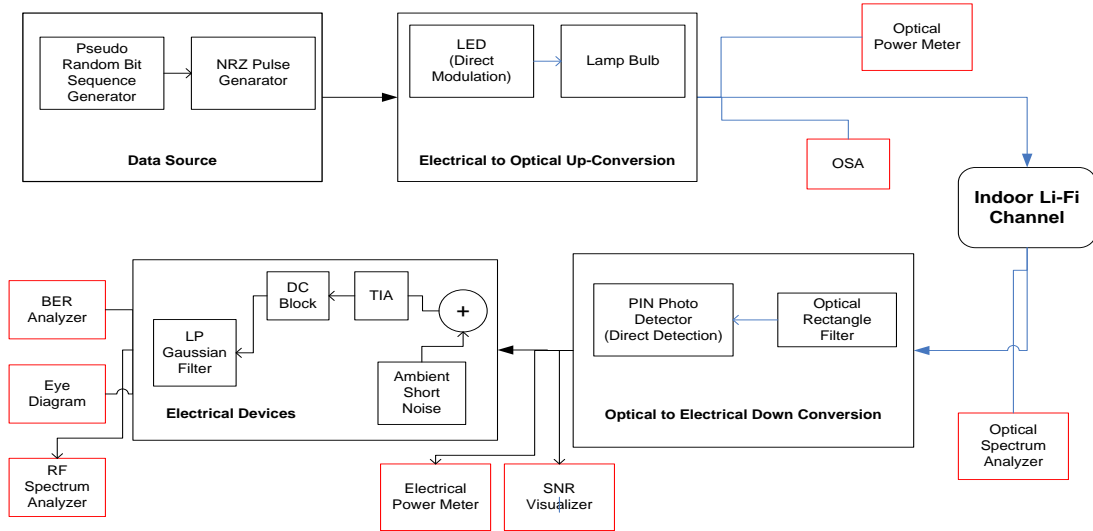 Pseudo
Random Bit
Sequence
Generator
NRZ Pulse
Genarator
Data Source
LED
(Direct
Modulation)
Lamp Bulb
Electrical to Optical Up-Conversion
Optical
Power Meter
OSA
Indoor Li-Fi
Channel
BER
Analyzer
Eye
Diagram
RF
Spectrum
Analyzer
LP
Gaussian
Filter
DC
Block
TIA
+
Ambient
Short
Noise
Electrical Devices
PIN Photo
Detector
(Direct Detection)
Optical
Rectangle
Filter
Optical to Electrical Down Conversion
Electrical
Power Meter
SNR
Visualizer
Optical
Spectrum
Analyzer